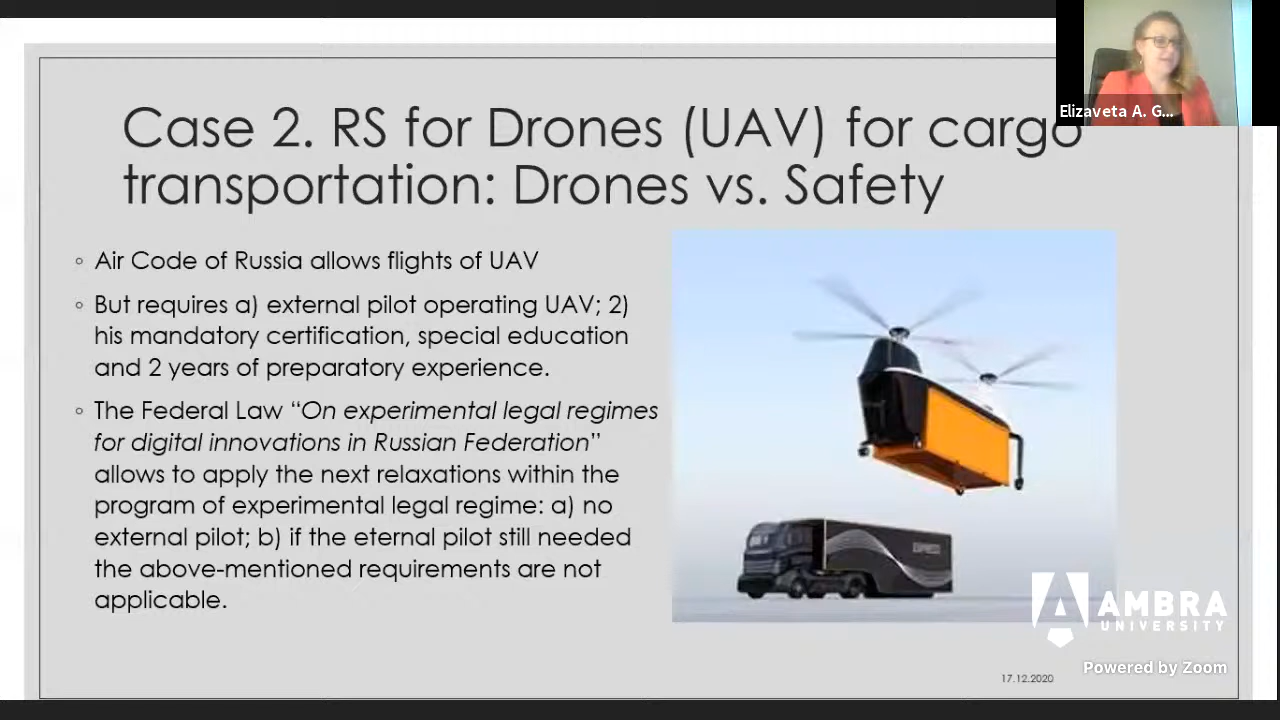 Elizaveta A. G...
Case 2. RS for Drones (UAV) for cargo
transportation: Drones vs. Safety
◦ Air Code of Russia allows flights of UAV
◦ But requires a) external pilot operating UAV; 2)
his mandatory certification, special education
and 2 years of preparatory experience.
◦ The Federal Law “On experimental legal regimes
for digital innovations in Russian Federation”
allows to apply the next relaxations within the
program of experimental legal regime: a) no
external pilot; b) if the eternal pilot still needed
the above-mentioned requirements are not
applicable.
EXPRESS
AMBRA
UNIVERSITY
Powered by Zoom
17.12.2020